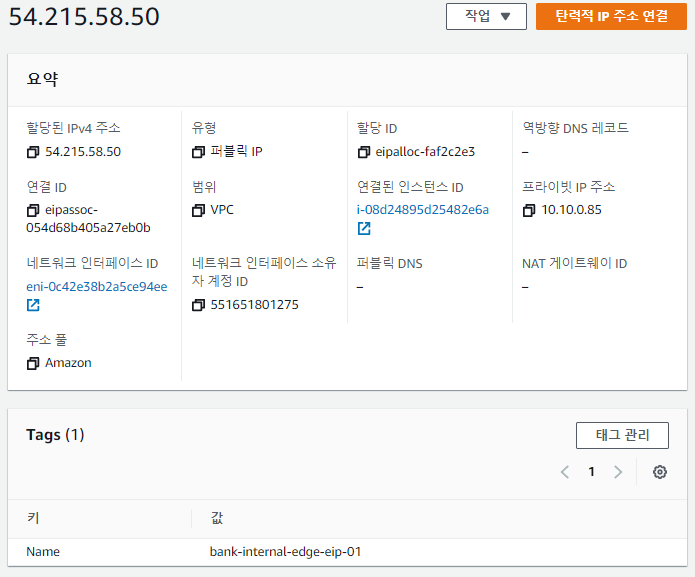 54.215.58.50
작업
탄력적 IP 주소 연결
요약
할당된 IPv4 주소
54.215.58.50
유형
퍼블릭 IP
할당 ID
eipalloc-faf2c2e3
역방향 DNS 레코드
–
연결 ID
eipassoc-
054d68b405a27eb0b
범위
VPC
연결된 인스턴스 ID
i-08d24895d25482e6a
프라이빗 IP 주소
10.10.0.85
네트워크 인터페이스 ID
eni-0c42e38b2a5ce94ee
네트워크 인터페이스 소유
자 계정 ID
551651801275
퍼블릭 DNS
–
NAT 게이트웨이 ID
–
주소 풀
Amazon
Tags (1)
태그 관리
1
키
값
Name
bank-internal-edge-eip-01